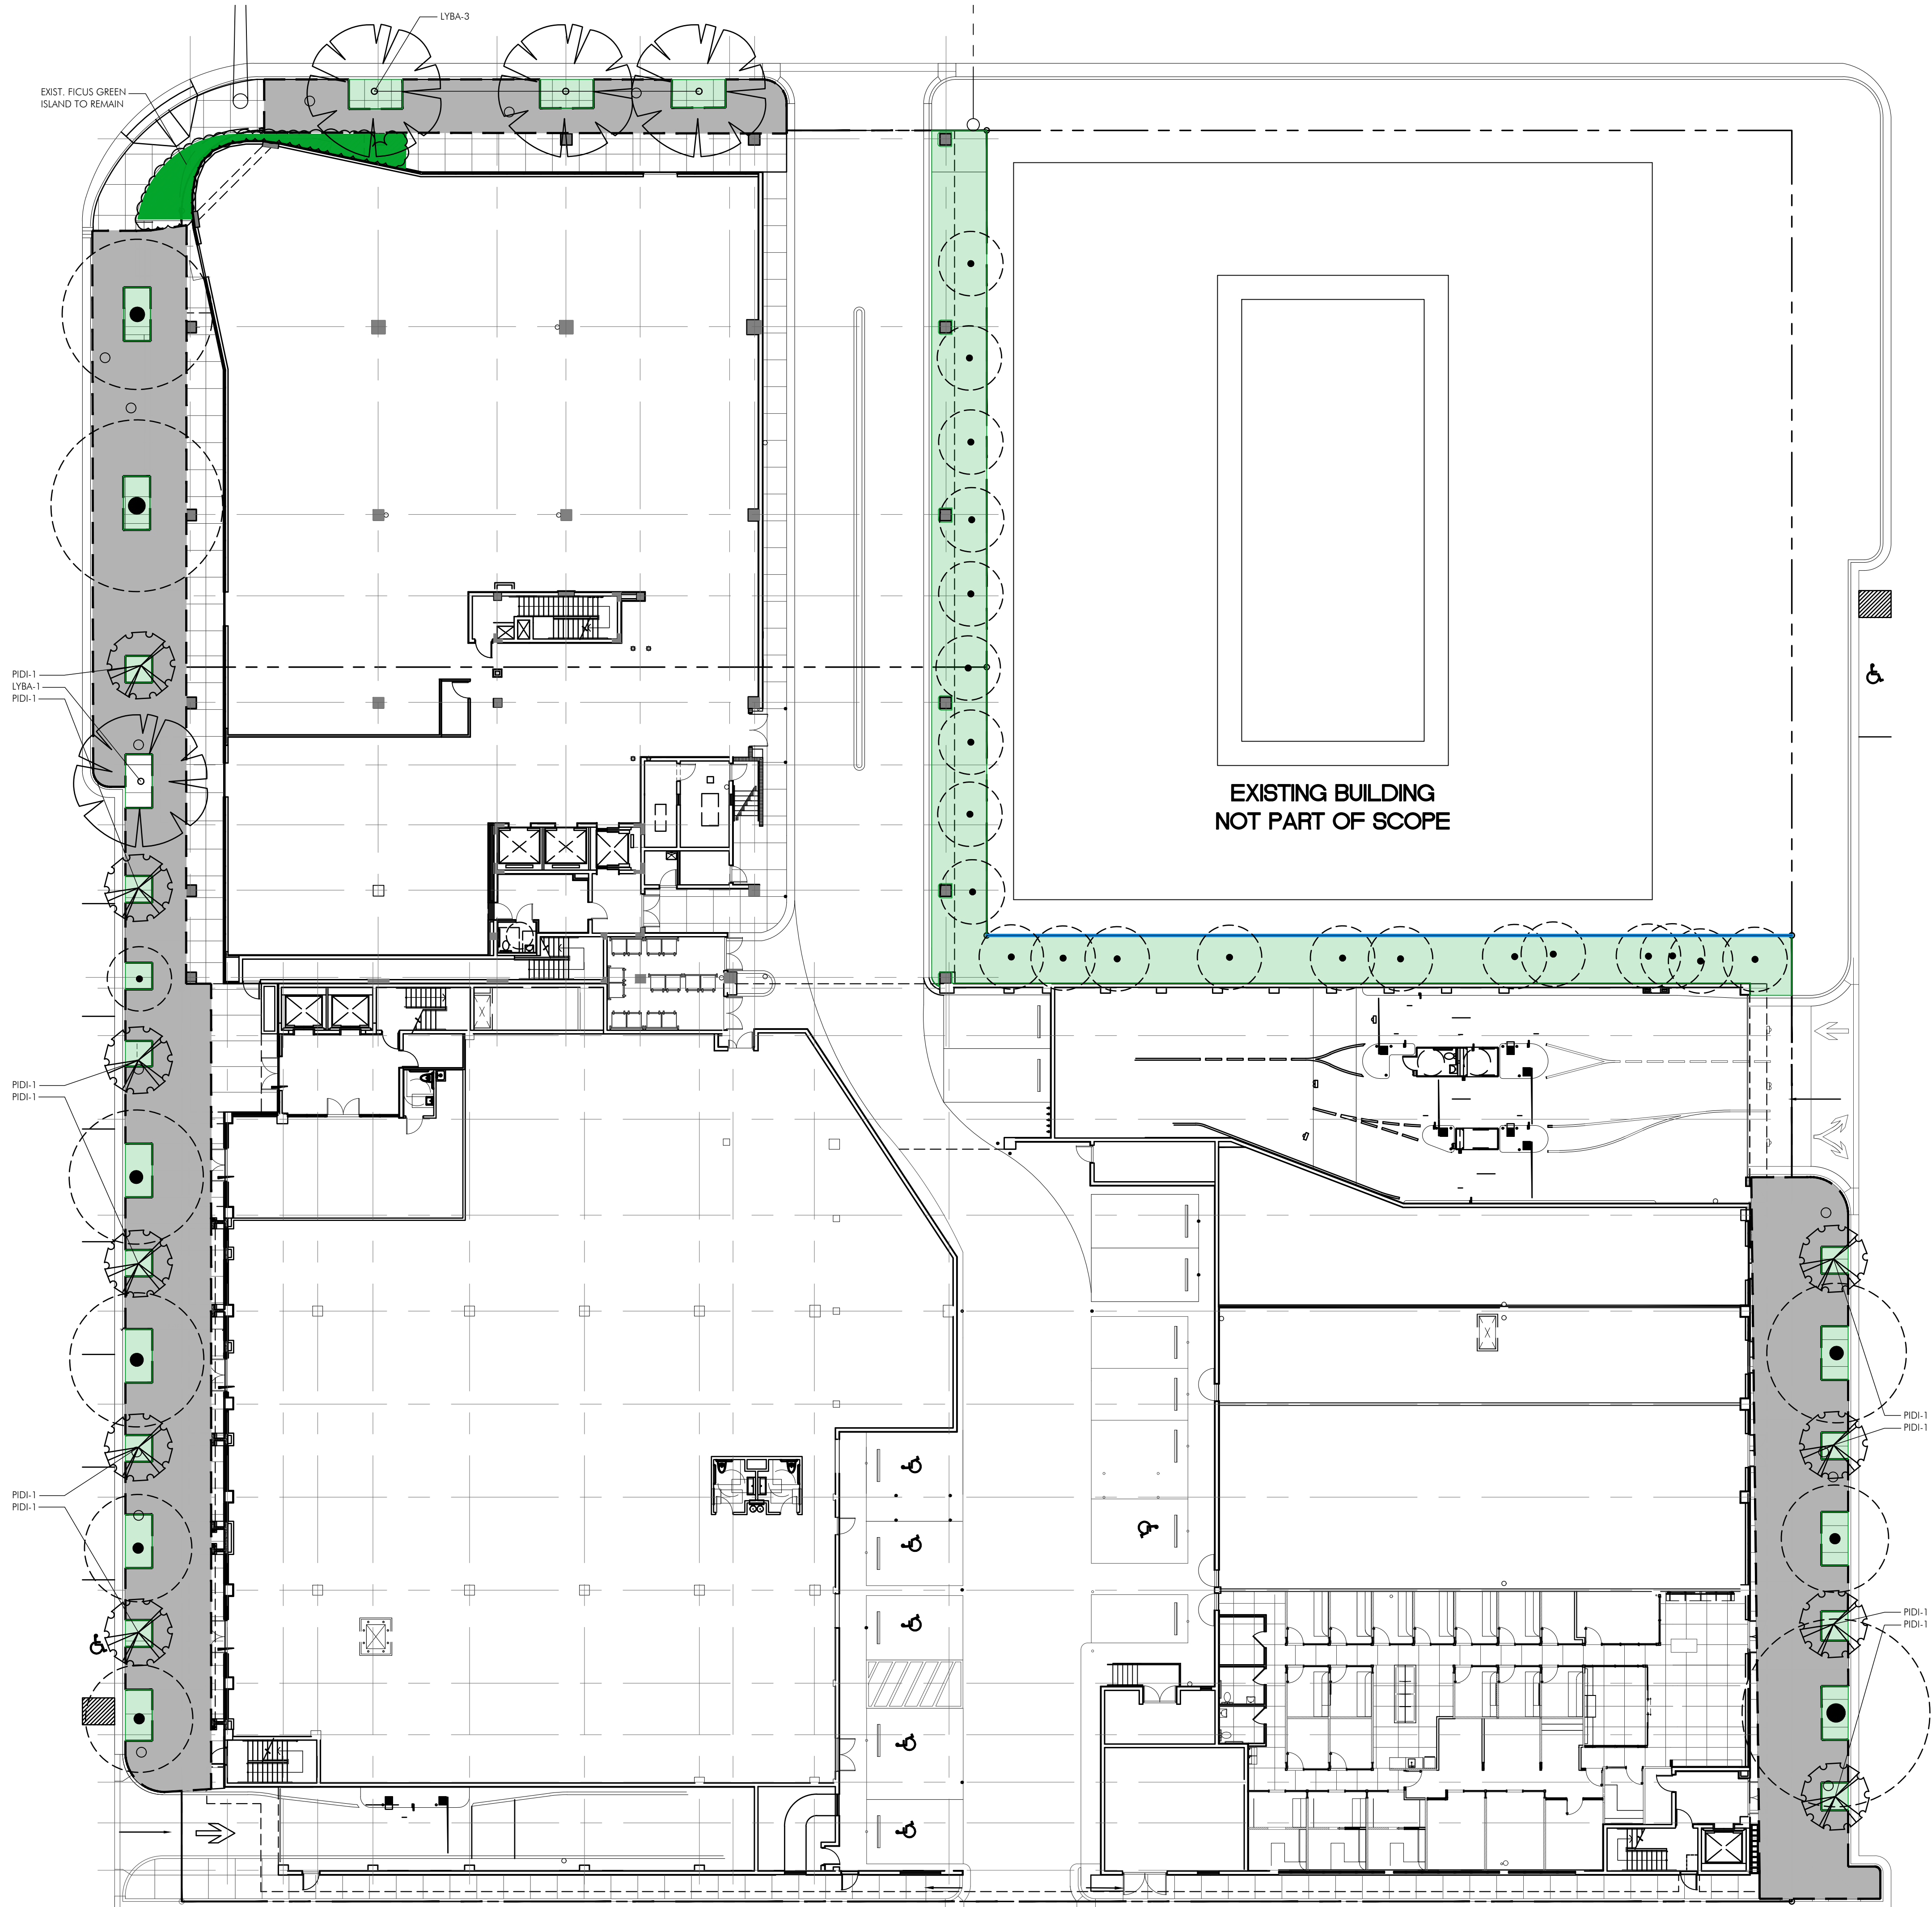 LYBA-3
EXIST. FICUS GREEN
ISLAND TO REMAIN
PIDI-1
LYBA-1
PIDI-1
EXISTING BUILDING
NOT PART OF SCOPE
PIDI-1
PIDI-1
PIDI-1
PIDI-1
PIDI-1
PIDI-1
PIDI-1
PIDI-1